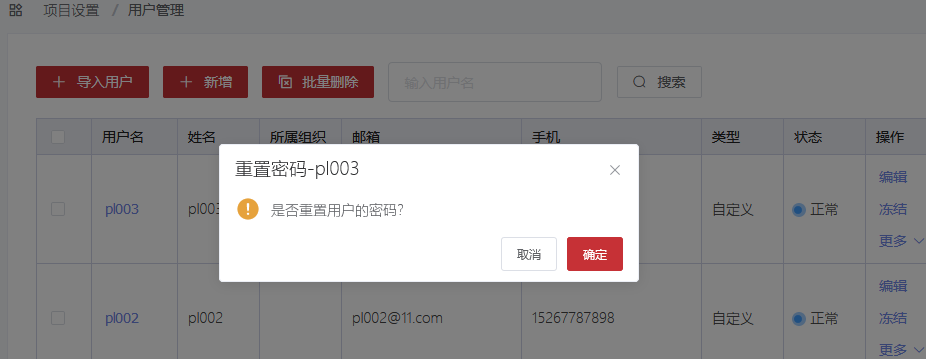 项目设置 / 用户管理
导入用户 新增 批量删除 输入用户名 搜索
用户名 姓名 所属组织 邮箱 手机 类型 状态 操作
重置密码-pl003
是否重置用户的密码?
取消 确定
pl003 pl003 自定义 正常 编辑
冻结
更多
pl002 pl002 pl002@11.com 15267787898 自定义 正常 编辑
冻结
更多